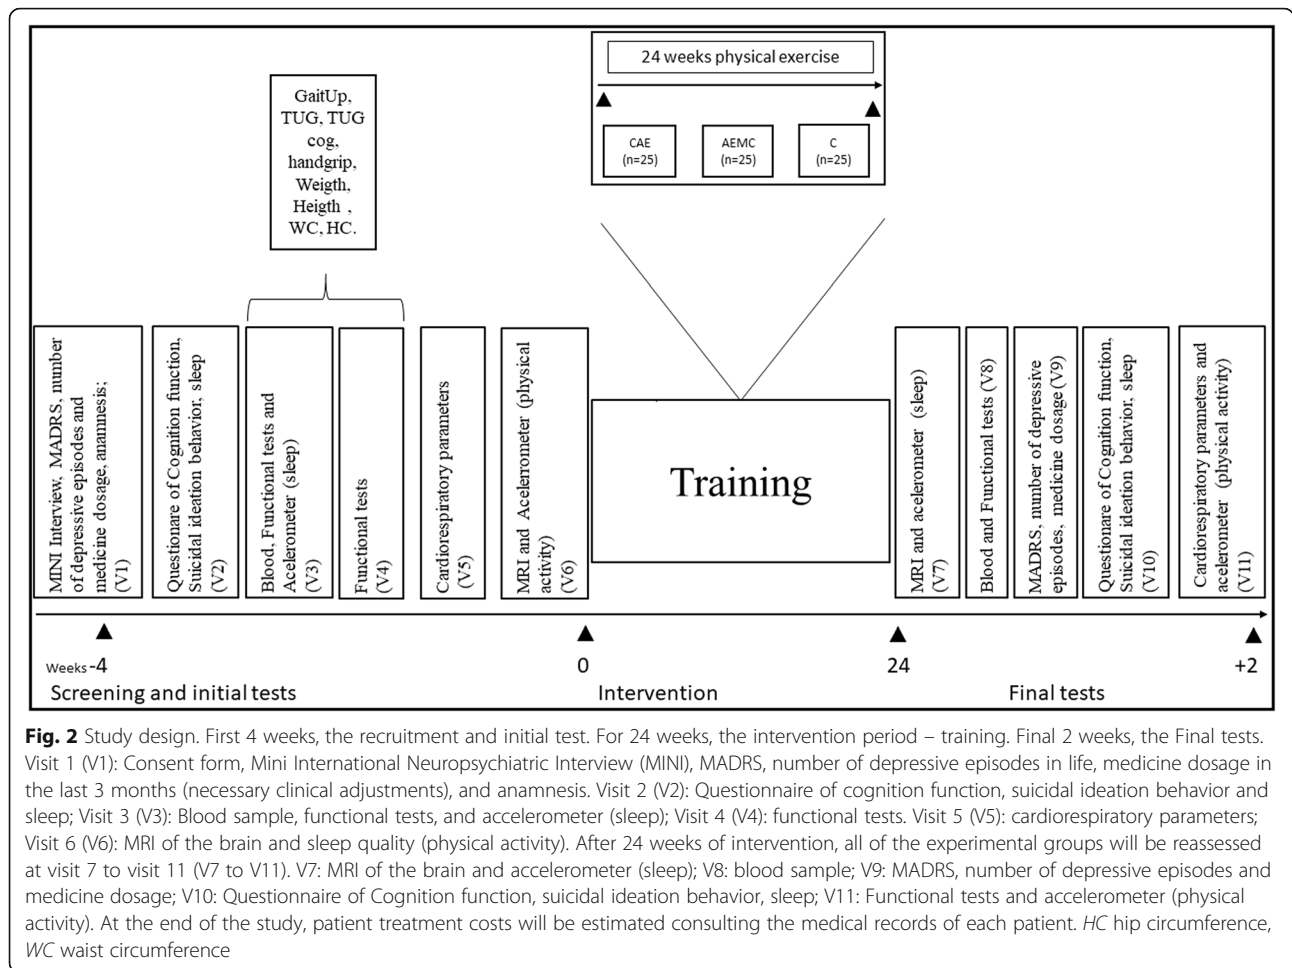 24 weeks physical exercise
CAE
(n=25)
AEMC
(n=25)
C
(n=25)
GaitUp,
TUG, TUG
cog,
handgrip,
Weigth,
Heigth ,
WC, HC.
MINI Interview, MADRS, number
of depressive episodes and
medicine dosage, anamnesis;
(V1)
Questionare of Cognition function,
Suicidal ideation behavior, sleep
(V2)
Blood, Functional tests and
Acelerometer (sleep)
(V3)
Functional tests
(V4)
Cardiorespiratory parameters
(V5)
MRI and Acelerrometer (physical
activity)
(V6)
Training
MRI and acelerometer (sleep)
(V7)
Blood and Functional tests (V8)
MADRS, number of depressive
episodes, medicine dosage (V9)
Questionare of Cognition function,
Suicidal ideation behavior, sleep
(V10)
Cardiorespiratory parameters and
acelerometer (physical activity)
(V11)
Weeks -4
0
24
+2
Screening and initial tests
Intervention
Final tests
Fig. 2 Study design. First 4 weeks, the recruitment and initial test. For 24 weeks, the intervention period – training. Final 2 weeks, the Final tests.
Visit 1 (V1): Consent form, Mini International Neuropsychiatric Interview (MINI), MADRS, number of depressive episodes in life, medicine dosage in
the last 3 months (necessary clinical adjustments), and anamnesis. Visit 2 (V2): Questionnaire of cognition function, suicidal ideation behavior and
sleep; Visit 3 (V3): Blood sample, functional tests, and accelerometer (sleep); Visit 4 (V4): functional tests. Visit 5 (V5): cardiorespiratory parameters;
Visit 6 (V6): MRI of the brain and sleep quality (physical activity). After 24 weeks of intervention, all of the experimental groups will be reassessed
at visit 7 to visit 11 (V7 to V11). V7: MRI of the brain and accelerometer (sleep); V8: blood sample; V9: MADRS, number of depressive episodes and
medicine dosage; V10: Questionnaire of Cognition function, suicidal ideation behavior, sleep; V11: Functional tests and accelerometer (physical
activity). At the end of the study, patient treatment costs will be estimated consulting the medical records of each patient. HC hip circumference,
WC waist circumference